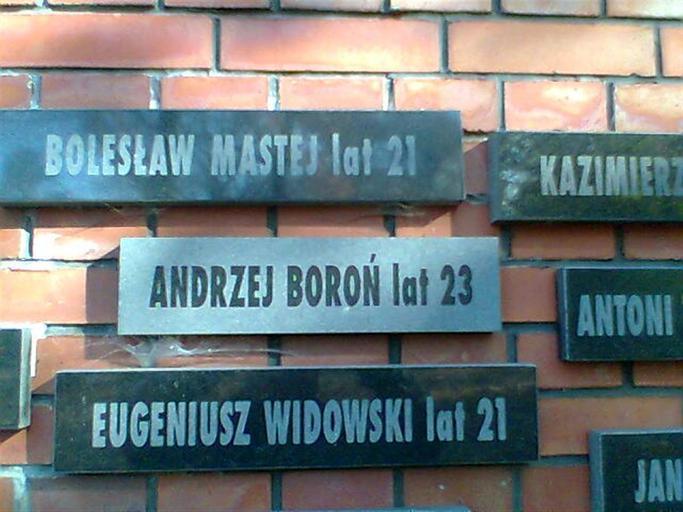 BOLESŁAW MASTEJ lat 21
KAZIMIERZ
ANDRZEJ BOROŃ lat 23
ANTONI
EUGENIUSZ WIDOWSKI lat 21
JAN